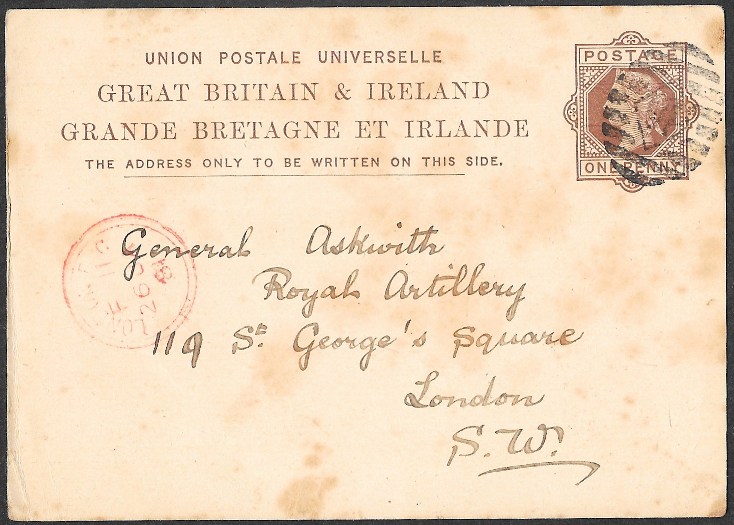 UNION POSTALE UNIVERSELLE
GREAT BRITAIN & IRELAND
GRANDE BRETAGNE ET IRLANDE
THE ADDRESS ONLY TO BE WRITTEN ON THIS SIDE.
POSTAGE
ONE PENNY
General Askwith
Royal Artillery
119 St. George's Square
London
S.W.